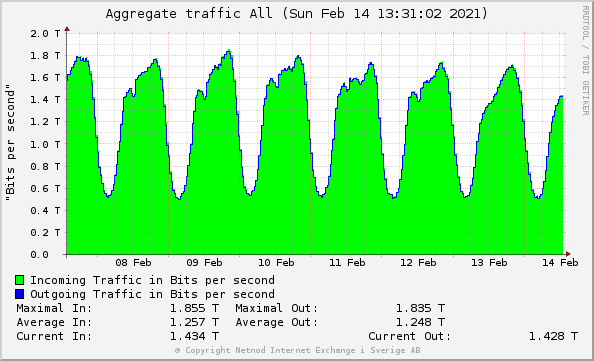 Aggregate traffic All (Sun Feb 14 13:31:02 2021)
RRDTOOL / TOBI OETIKER
"Bits per second"
2.0 T
1.8 T
1.6 T
1.4 T
1.2 T
1.0 T
0.8 T
0.6 T
0.4 T
0.2 T
0.0
08 Feb 09 Feb 10 Feb 11 Feb 12 Feb 13 Feb 14 Feb
Incoming Traffic in Bits per second
Outgoing Traffic in Bits per second
Maximal In: 1.855 T Maximal Out: 1.835 T
Average In: 1.257 T Average Out: 1.248 T
Current In: 1.434 T Current Out: 1.428 T
© Copyright Netnod Internet Exchange i Sverige AB